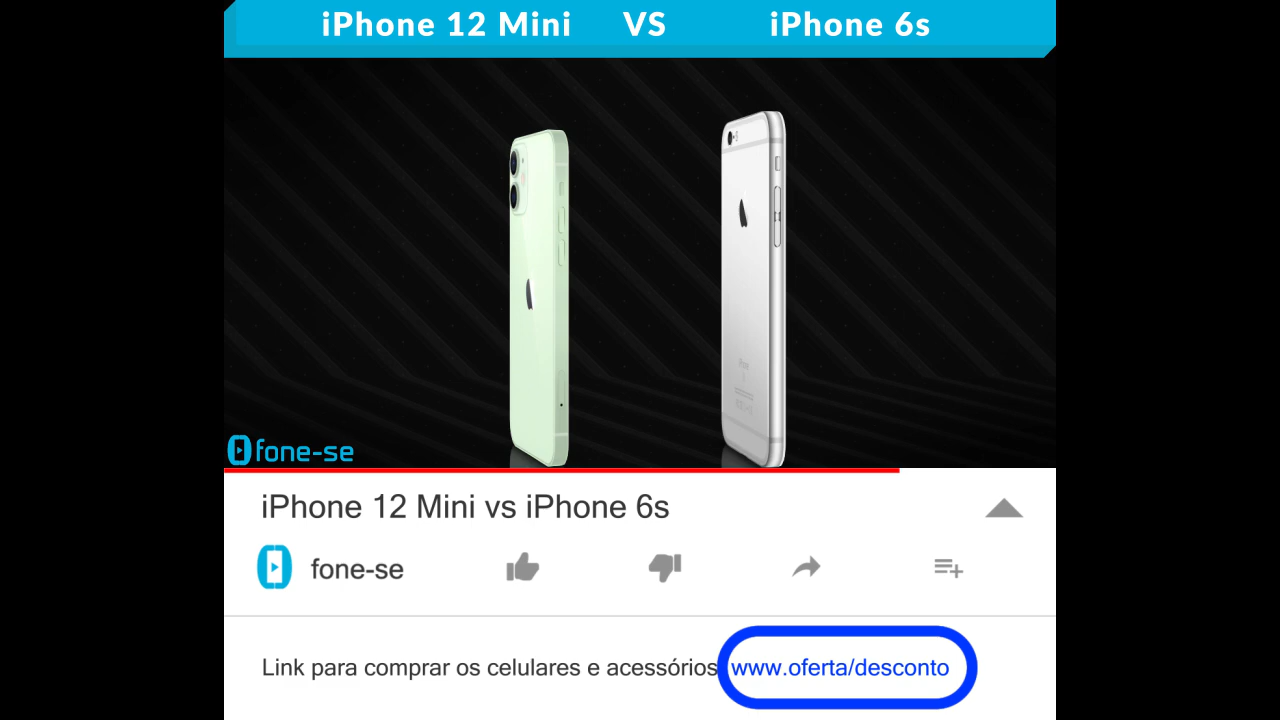 iPhone 12 Mini VS iPhone 6s
fone-se
iPhone 12 Mini vs iPhone 6s
fone-se
Link para comprar os celulares e acessórios www.oferta/desconto